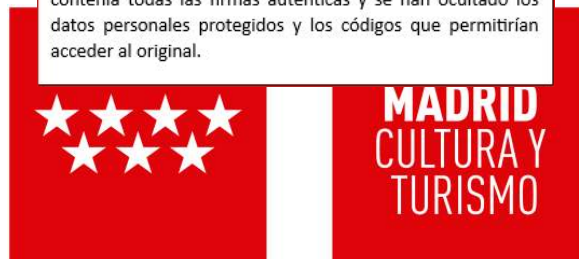 contenía todas las firmas auténticas y se han ocultado los
datos personales protegidos y los códigos que permitirían
acceder al original.
MADRID
CULTURA Y
TURISMO